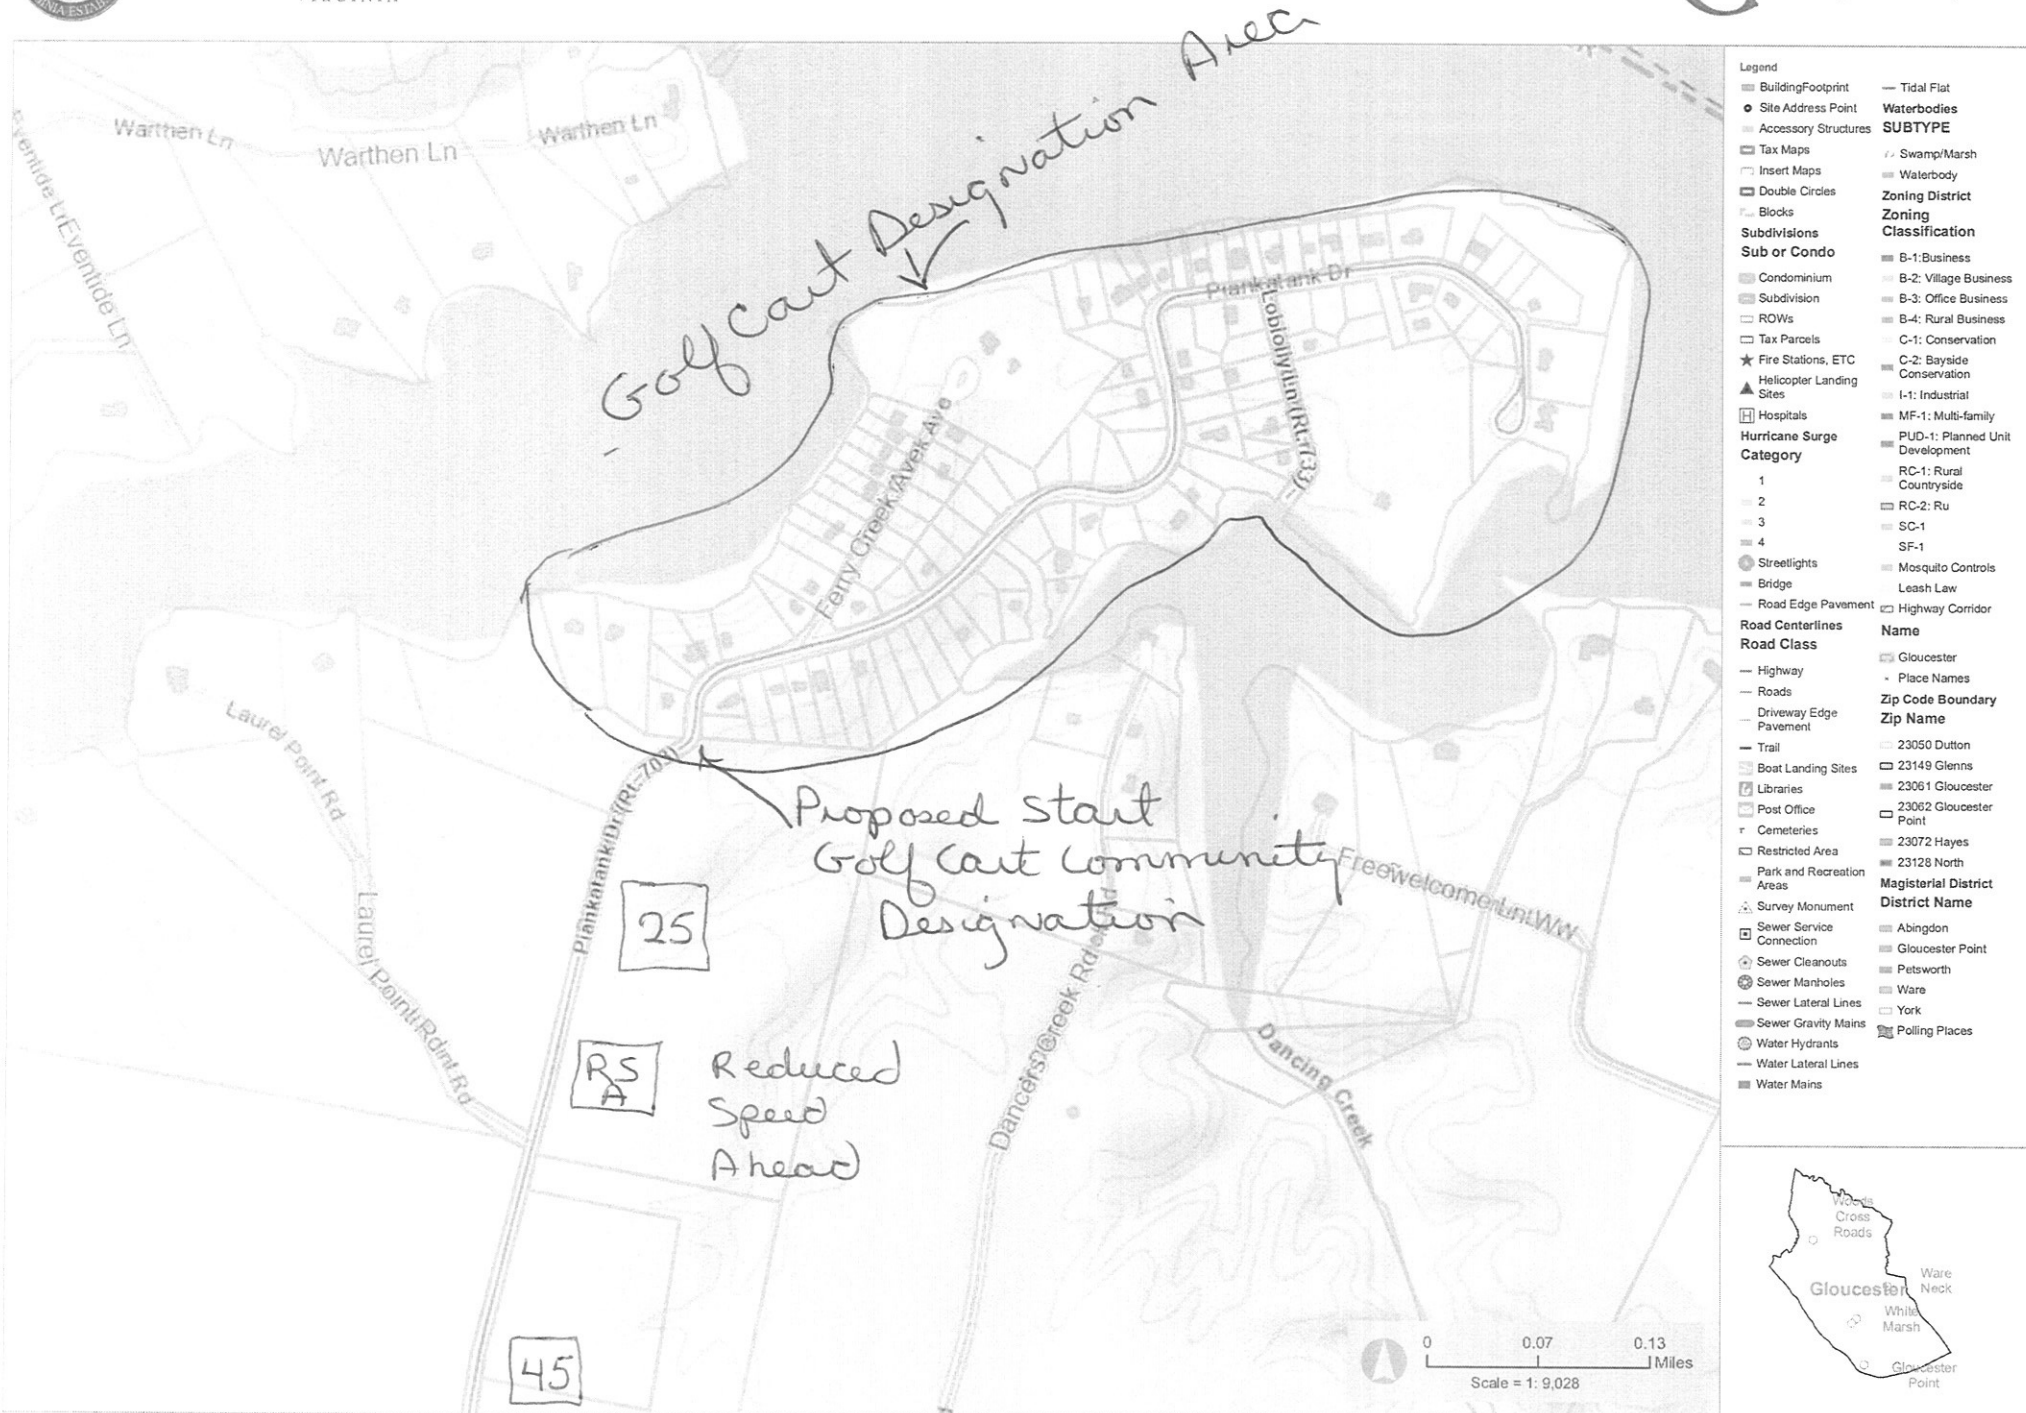 Golf Cart Designation Area
Warthen Ln
Warthen Ln
Warthen Ln
Eventide Ln
Eventide Ln
Piankatank Dr
Loblolly Ln (Rt. 733)
Ferry Creek Ave
Laurel Point Rd
Laurel Point Rd
Piankatank Dr (Rt. 703)
Proposed Start
Golf Cart Community
Designation
25
RS
A
Reduced
Speed
Ahead
45
Dancers Creek Rd
Freewelcome Ln
Dancing Creek
0 0.07 0.13
Miles
Scale = 1: 9,028
Legend
BuildingFootprint
Site Address Point
Accessory Structures
Tax Maps
Insert Maps
Double Circles
Blocks
Subdivisions
Sub or Condo
Condominium
Subdivision
ROWs
Tax Parcels
Fire Stations, ETC
Helicopter Landing
Sites
H Hospitals
Hurricane Surge
Category
1
2
3
4
Streetlights
Bridge
Road Edge Pavement
Road Centerlines
Road Class
Highway
Roads
Driveway Edge
Pavement
Trail
Boat Landing Sites
Libraries
Post Office
Cemeteries
Restricted Area
Park and Recreation
Areas
Survey Monument
Sewer Service
Connection
Sewer Cleanouts
Sewer Manholes
Sewer Lateral Lines
Sewer Gravity Mains
Water Hydrants
Water Lateral Lines
Water Mains
Tidal Flat
Waterbodies
SUBTYPE
Swamp/Marsh
Waterbody
Zoning District
Zoning
Classification
B-1:Business
B-2: Village Business
B-3: Office Business
B-4: Rural Business
C-1: Conservation
C-2: Bayside
Conservation
I-1: Industrial
MF-1: Multi-family
PUD-1: Planned Unit
Development
RC-1: Rural
Countryside
RC-2: Ru
SC-1
SF-1
Mosquito Controls
Leash Law
Highway Corridor
Name
Gloucester
Place Names
Zip Code Boundary
Zip Name
23050 Dutton
23149 Glenns
23061 Gloucester
23062 Gloucester
Point
23072 Hayes
23128 North
Magisterial District
District Name
Abingdon
Gloucester Point
Petsworth
Ware
York
Polling Places
Woods
Cross
Roads
Ware
Neck
Gloucester
White
Marsh
Gloucester
Point